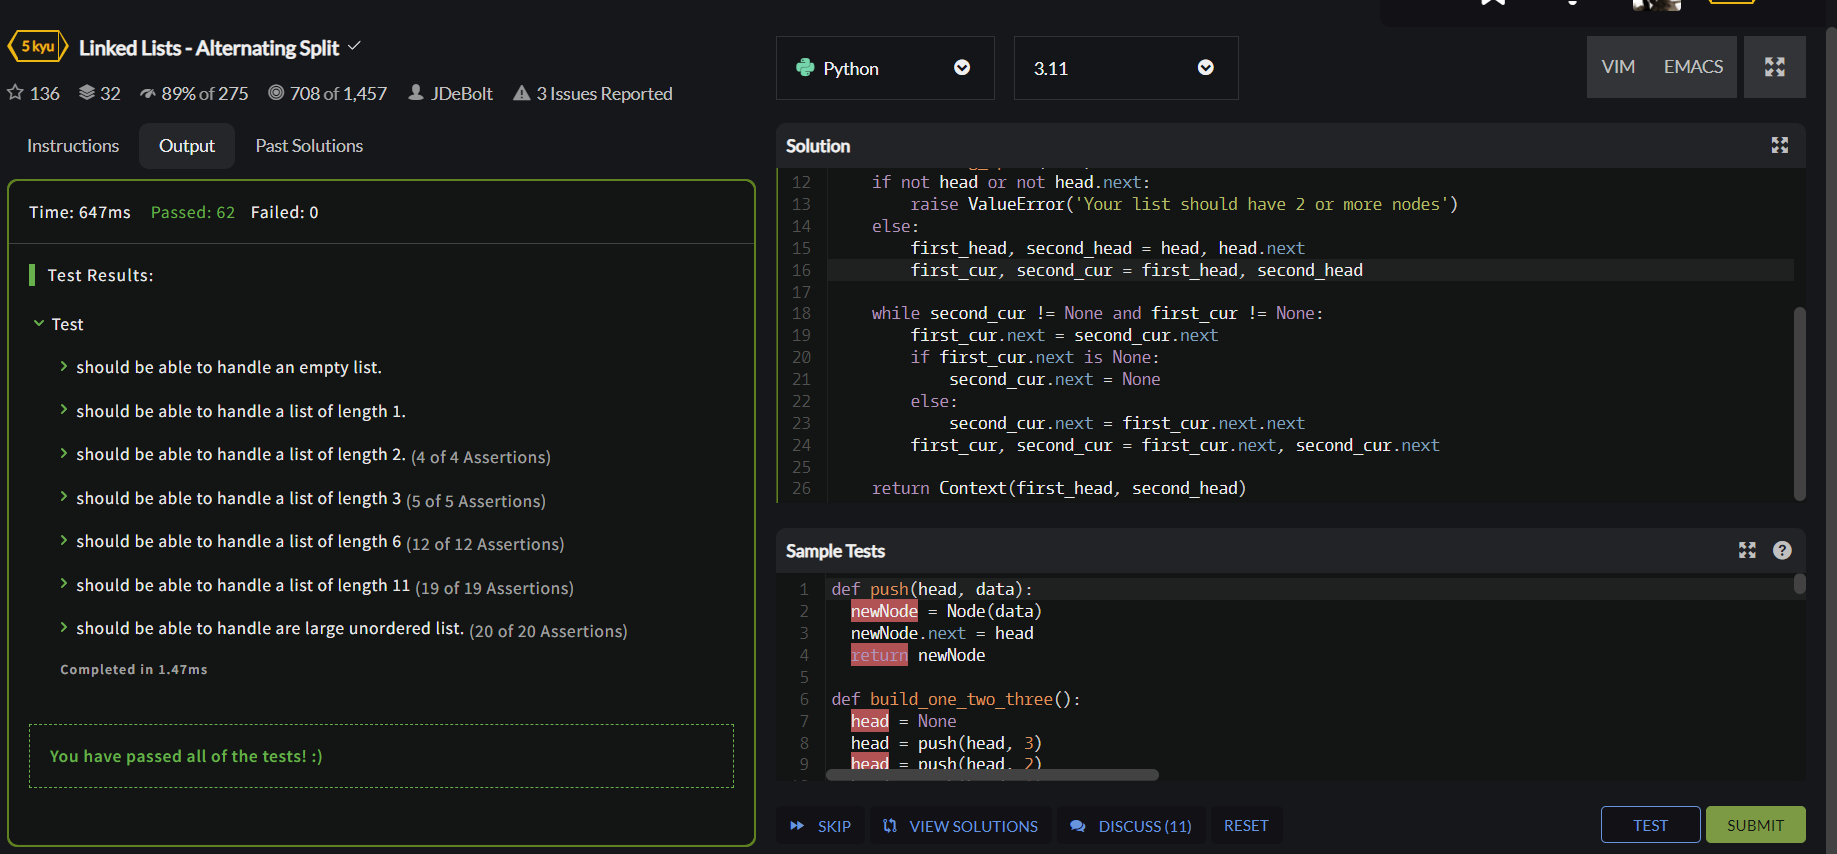 5 kyu Linked Lists - Alternating Split
136 32 89% of 275 708 of 1,457 JDeBolt 3 Issues Reported
Instructions Output Past Solutions
Time: 647ms Passed: 62 Failed: 0
Test Results:
Test
should be able to handle an empty list.
should be able to handle a list of length 1.
should be able to handle a list of length 2. (4 of 4 Assertions)
should be able to handle a list of length 3 (5 of 5 Assertions)
should be able to handle a list of length 6 (12 of 12 Assertions)
should be able to handle a list of length 11 (19 of 19 Assertions)
should be able to handle are large unordered list. (20 of 20 Assertions)
Completed in 1.47ms
You have passed all of the tests! :)
Python 3.11 VIM EMACS
Solution
12 if not head or not head.next:
13 raise ValueError('Your list should have 2 or more nodes')
14 else:
15 first_head, second_head = head, head.next
16 first_cur, second_cur = first_head, second_head
17
18 while second_cur != None and first_cur != None:
19 first_cur.next = second_cur.next
20 if first_cur.next is None:
21 second_cur.next = None
22 else:
23 second_cur.next = first_cur.next.next
24 first_cur, second_cur = first_cur.next, second_cur.next
25
26 return Context(first_head, second_head)
Sample Tests
1 def push(head, data):
2 newNode = Node(data)
3 newNode.next = head
4 return newNode
5
6 def build_one_two_three():
7 head = None
8 head = push(head, 3)
9 head = push(head, 2)
SKIP VIEW SOLUTIONS DISCUSS (11) RESET TEST SUBMIT